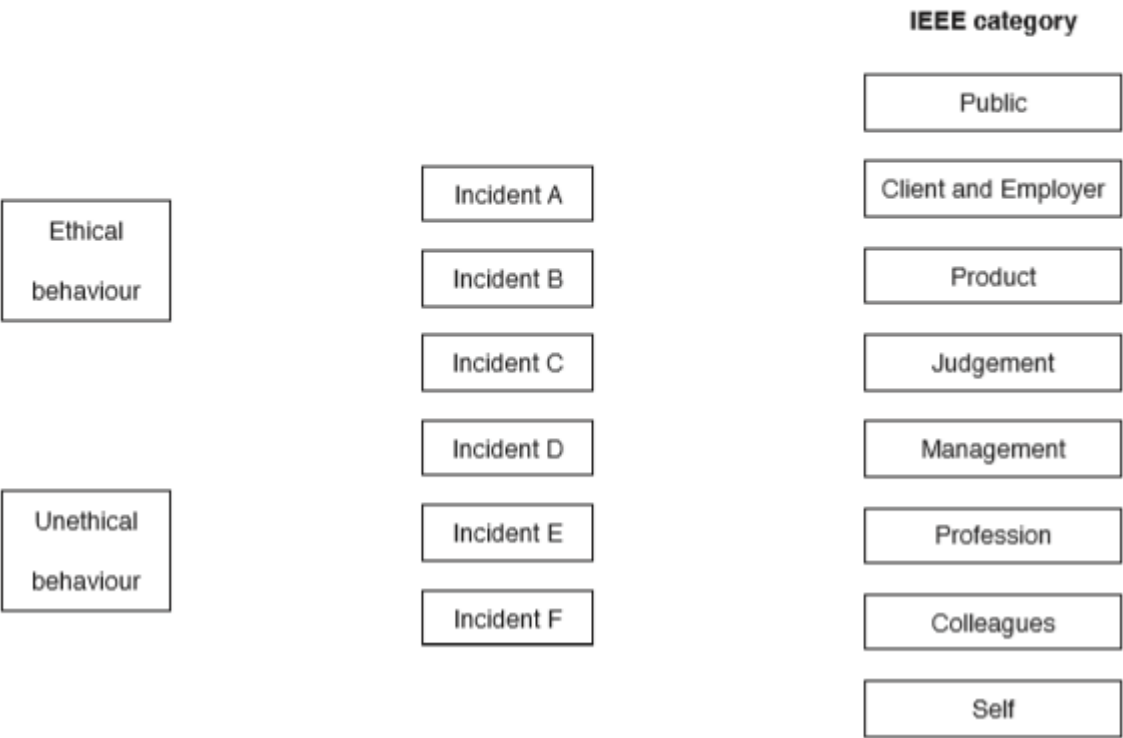 IEEE category
Public
Client and Employer
Product
Judgement
Management
Profession
Colleagues
Self
Incident A
Incident B
Incident C
Incident D
Incident E
Incident F
Ethical
behaviour
Unethical
behaviour